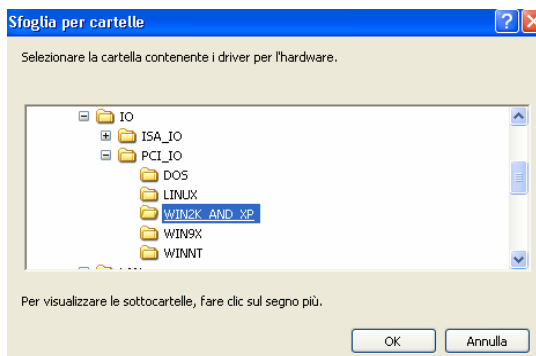 Sfoglia per cartelle
Selezionare la cartella contenente i driver per l'hardware.
IO
ISA_IO
PCI_IO
DOS
LINUX
WIN2K_AND_XP
WIN9X
WINNT
Per visualizzare le sottocartelle, fare clic sul segno più.
OK Annulla